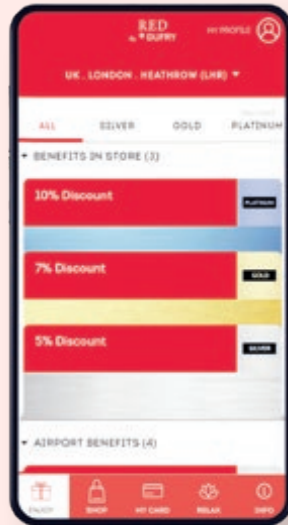 RED
By DUFRY
MY PROFILE
UK . LONDON . HEATHROW (LHR)
ALL SILVER GOLD PLATINUM
BENEFITS IN STORE (3)
10% Discount
PLATINUM
7% Discount
GOLD
5% Discount
SILVER
AIRPORT BENEFITS (4)
ENJOY SHOP MY CARD RELAX INFO